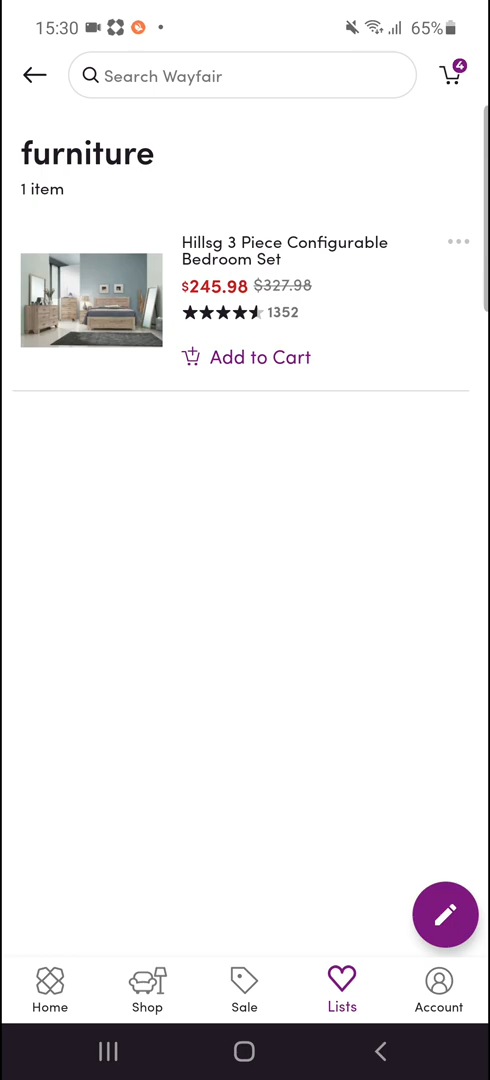 15:30
65%
Search Wayfair
4
furniture
1 item
Hillsg 3 Piece Configurable
Bedroom Set
$245.98 $327.98
1352
Add to Cart
Home
Shop
Sale
Lists
Account